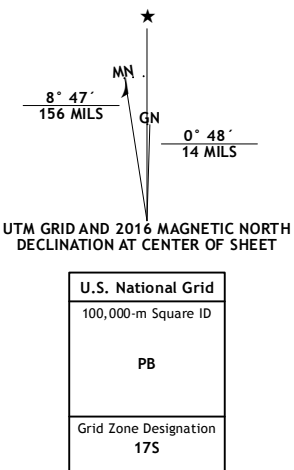 MN
8° 47´
156 MILS
GN
0° 48´
14 MILS
UTM GRID AND 2016 MAGNETIC NORTH
DECLINATION AT CENTER OF SHEET
U.S. National Grid
100,000-m Square ID
PB
Grid Zone Designation
17S